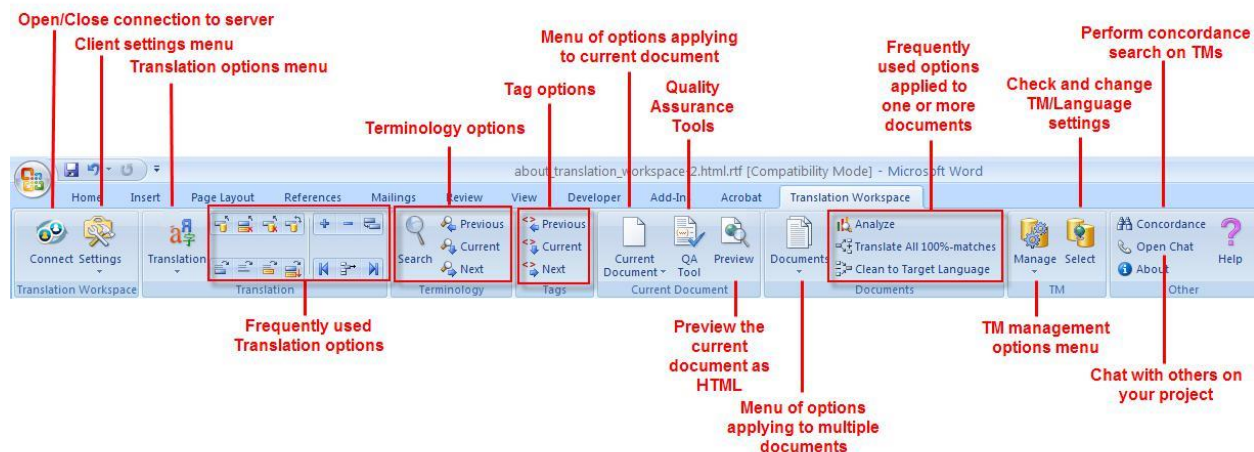 Open/Close connection to server
Client settings menu
Translation options menu
Terminology options
Tag options
Menu of options applying
to current document
Quality
Assurance
Tools
Frequently
used options
applied to
one or more
documents
Check and change
TM/Language
settings
Perform concordance
search on TMs
about_translation_workspace-2.html.rtf [Compatibility Mode] - Microsoft Word
Home Insert Page Layout References Mailings Review View Developer Add-In Acrobat Translation Workspace
Connect Settings
Translation Workspace
Translation
Translation
Search
Previous
Current
Next
Terminology
Previous
Current
Next
Tags
Current
Document
QA
Tool
Preview
Current Document
Documents
Analyze
Translate All 100%-matches
Clean to Target Language
Documents
Manage Select
TM
Concordance
Open Chat
About
Help
Other
Frequently used
Translation options
Preview the
current
document as
HTML
Menu of options
applying to multiple
documents
TM management
options menu
Chat with others on
your project